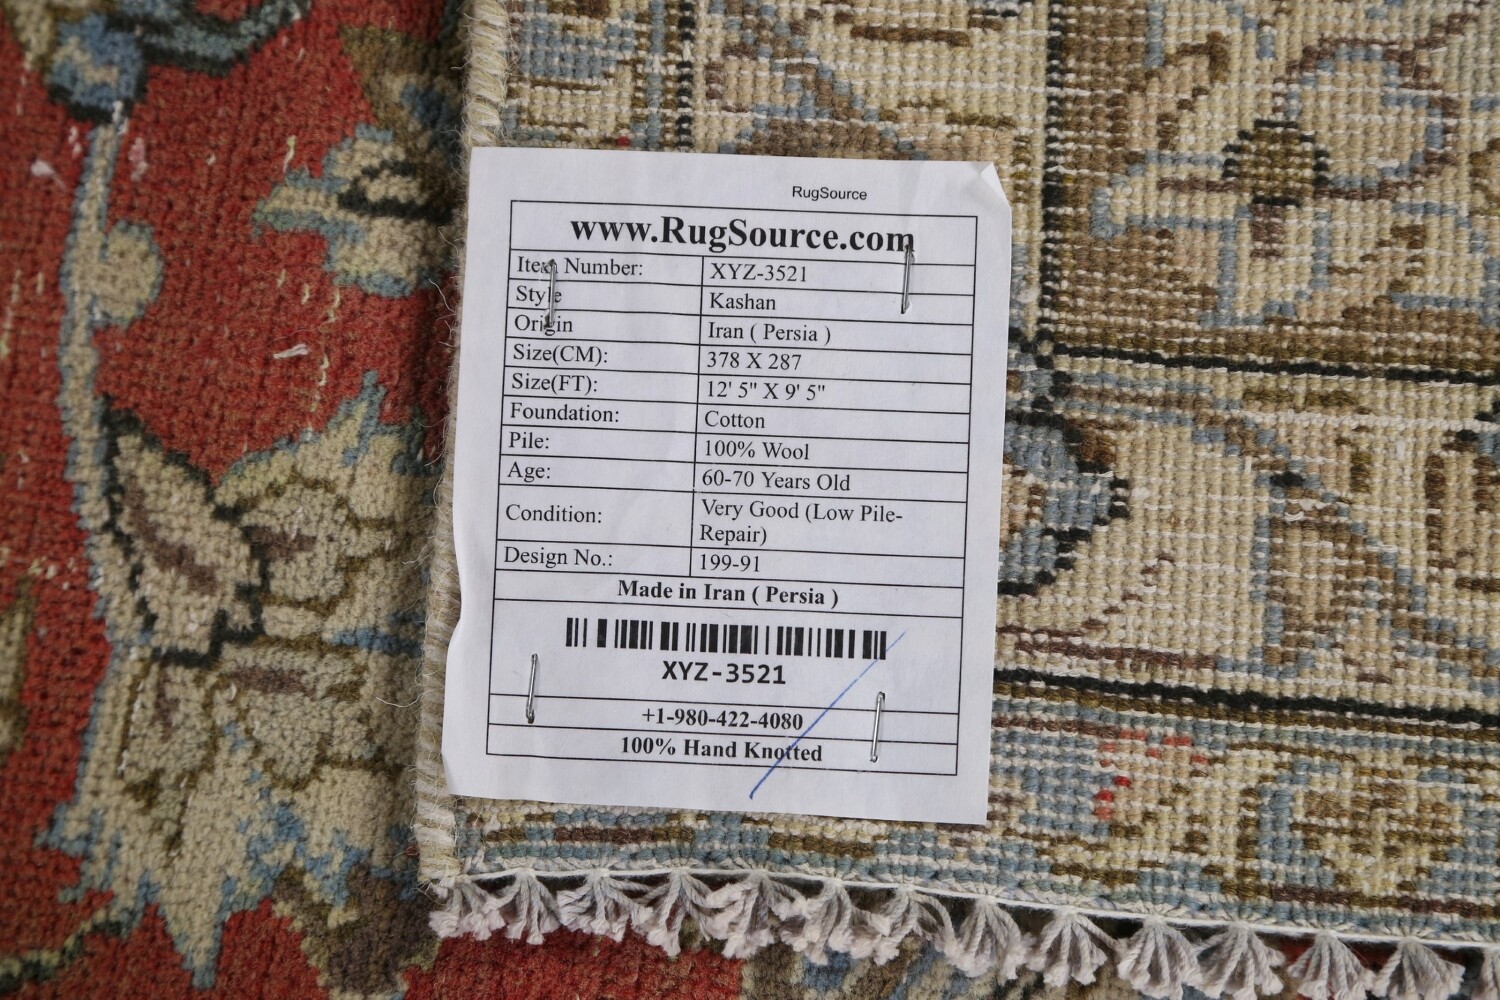 RugSource
www.RugSource.com
Item Number: XYZ-3521
Style Kashan
Origin Iran ( Persia )
Size(CM): 378 X 287
Size(FT): 12' 5" X 9' 5"
Foundation: Cotton
Pile: 100% Wool
Age: 60-70 Years Old
Condition: Very Good (Low Pile-
Repair)
Design No.: 199-91
Made in Iran ( Persia )
XYZ-3521
+1-980-422-4080
100% Hand Knotted